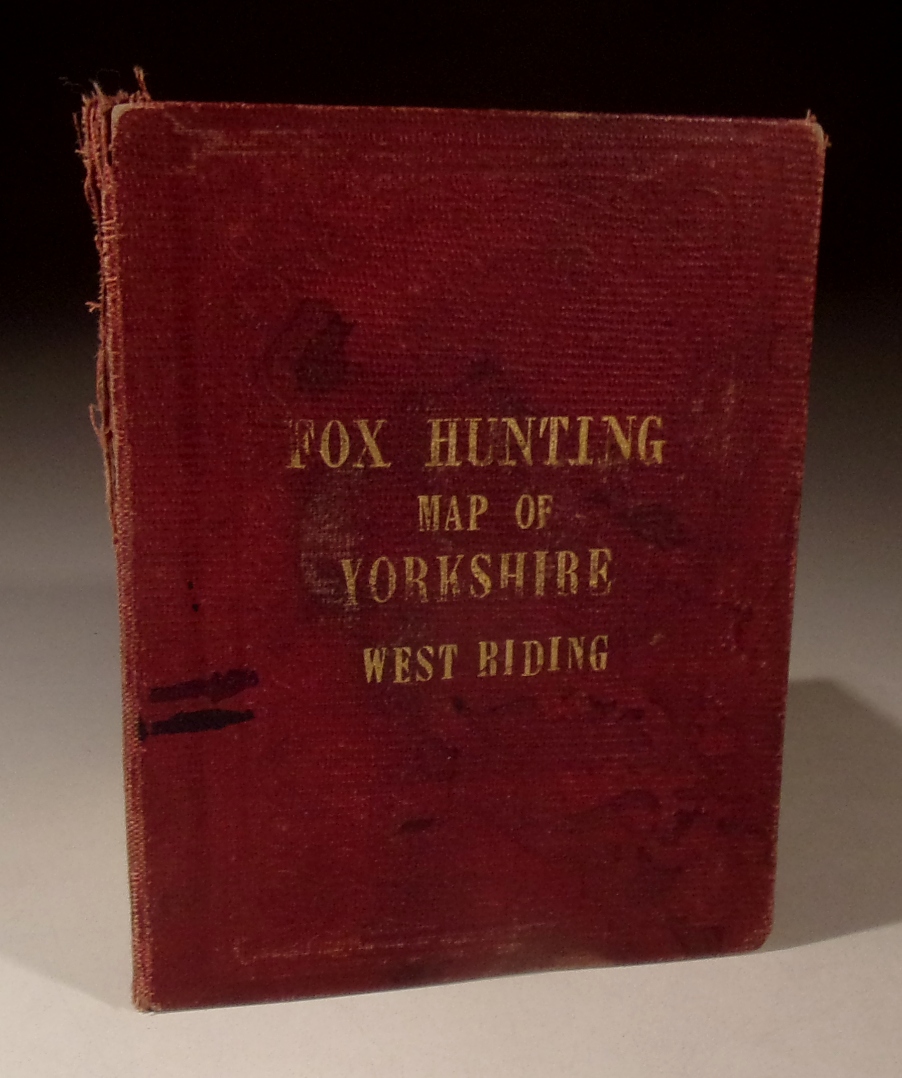 FOX HUNTING
MAP OF
YORKSHIRE
WEST RIDING